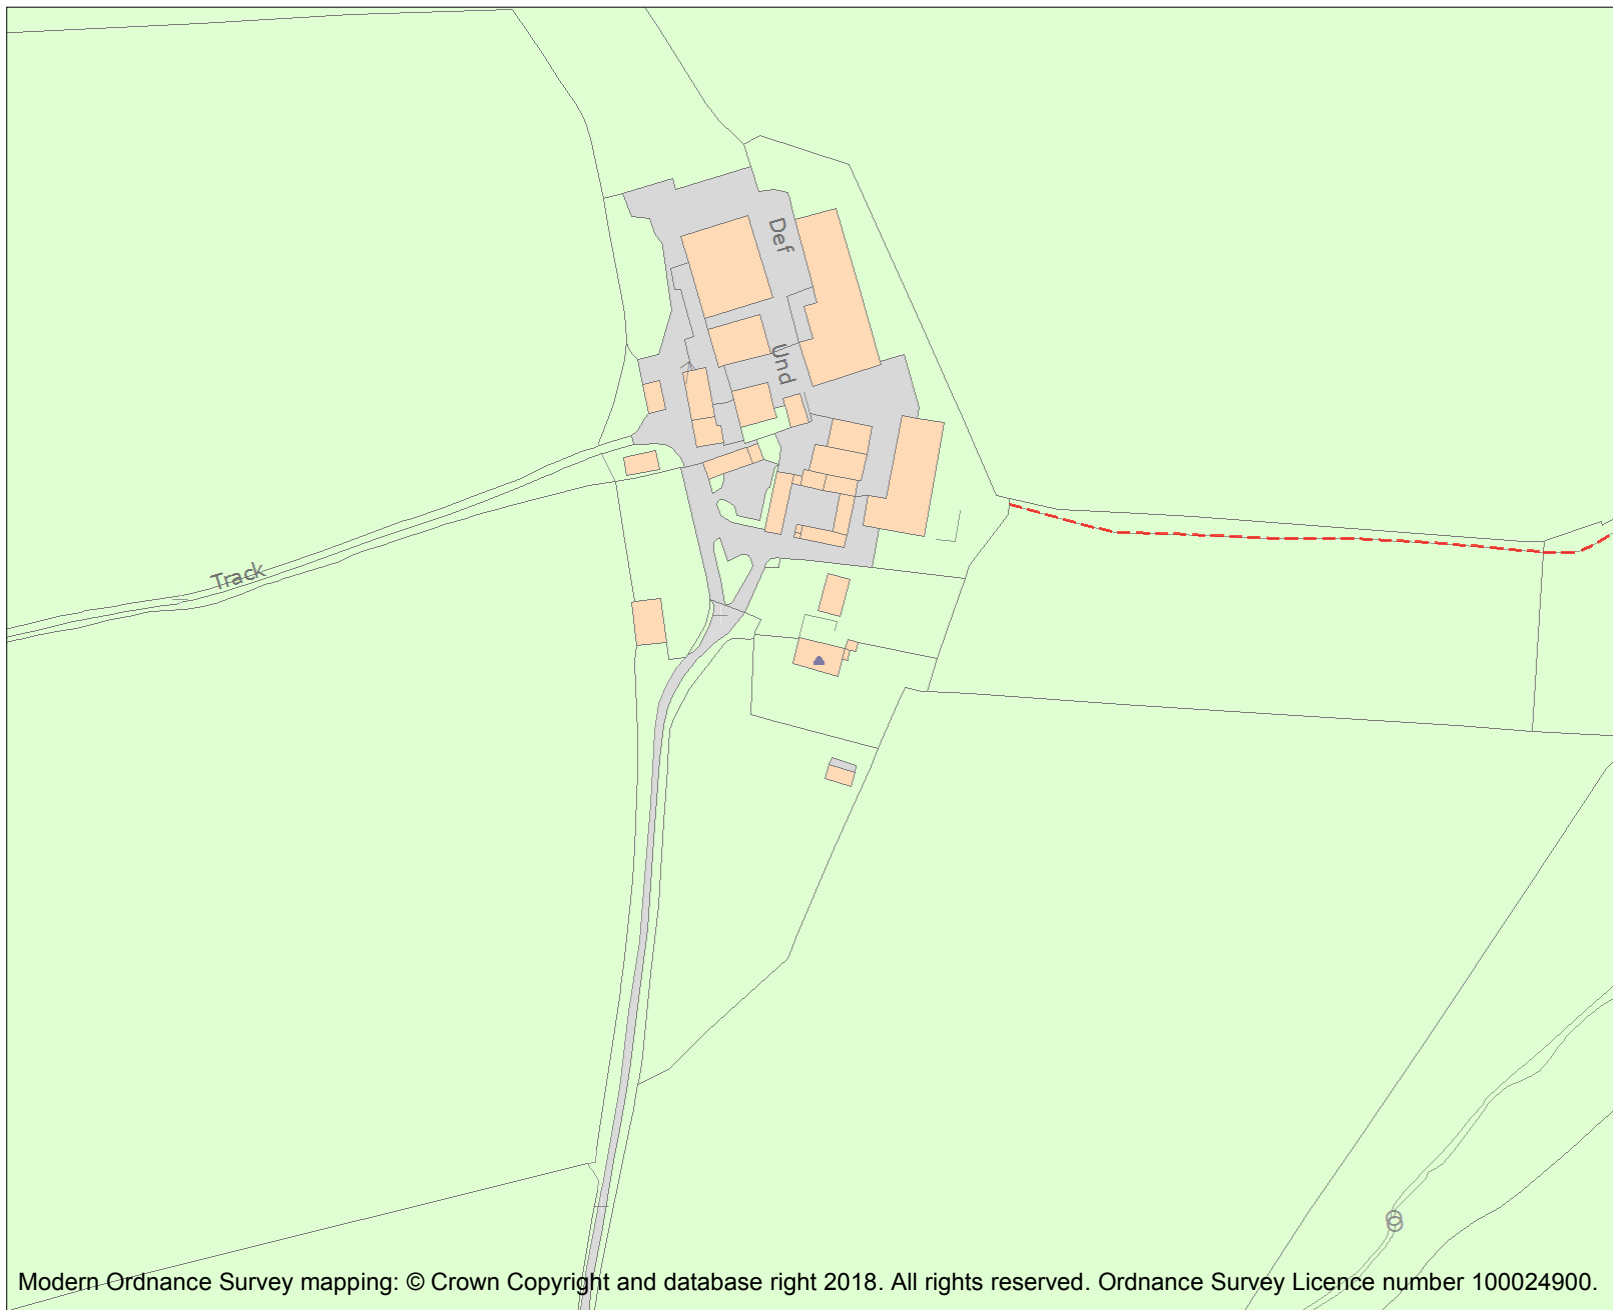 Def
Und
Track
Modern Ordnance Survey mapping: © Crown Copyright and database right 2018. All rights reserved. Ordnance Survey Licence number 100024900.